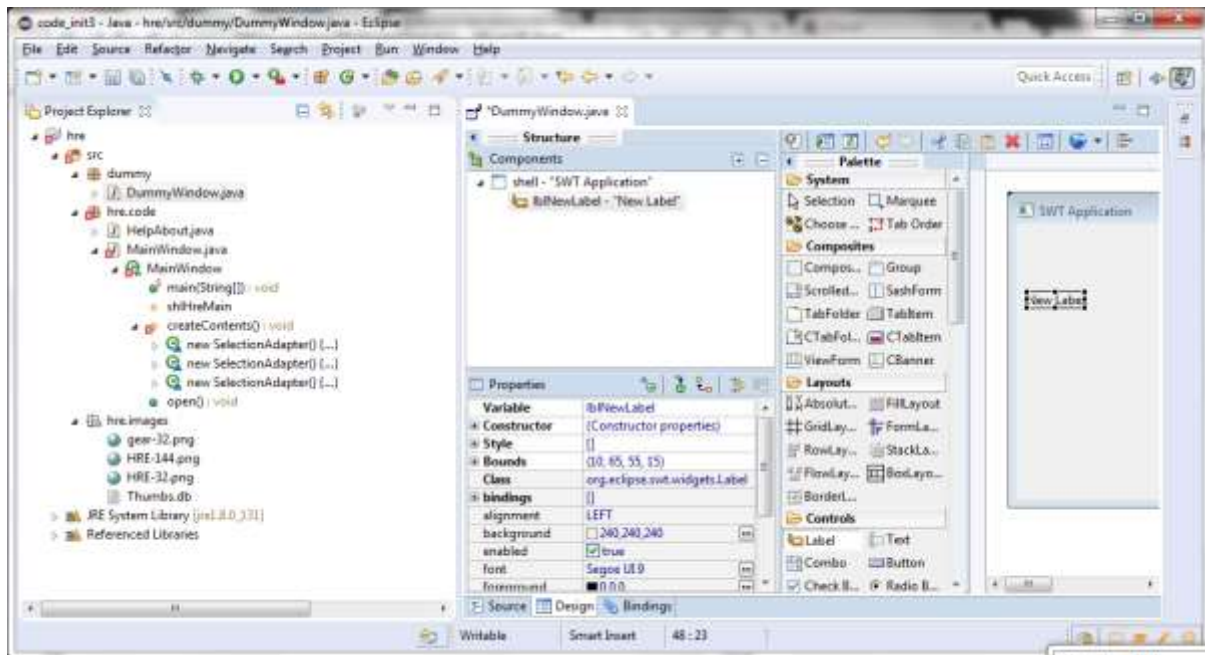 code_init3 - Java - hre/src/dummy/DummyWindow.java - Eclipse
File Edit Source Refactor Navigate Search Project Run Window Help
Quick Access
Project Explorer
hre
src
dummy
DummyWindow.java
hre.code
HelpAbout.java
MainWindow.java
MainWindow
main(String[]) : void
shlHreMain
createContents() : void
new SelectionAdapter() {...}
new SelectionAdapter() {...}
new SelectionAdapter() {...}
open() : void
hre.images
gear-32.png
HRE-144.png
HRE-32.png
Thumbs.db
JRE System Library [jre1.8.0_131]
Referenced Libraries
*DummyWindow.java
Structure
Components
shell - "SWT Application"
lblNewLabel - "New Label"
Properties
Variable lblNewLabel
Constructor (Constructor properties)
Style []
Bounds (10, 65, 55, 15)
Class org.eclipse.swt.widgets.Label
bindings []
alignment LEFT
background 240,240,240
enabled true
font Segoe UI 9
foreground 0,0,0
Palette
System
Selection Marquee
Choose ... Tab Order
Composites
Compos... Group
Scrolled... SashForm
TabFolder TabItem
CTabFol... CTabItem
ViewForm CBanner
Layouts
Absolut... FillLayout
GridLay... FormLa...
RowLay... StackLa...
FlowLay... BoxLayo...
BorderL...
Controls
Label Text
Combo Button
Check B... Radio B...
SWT Application
New Label
Source Design Bindings
Writable Smart Insert 48 : 23